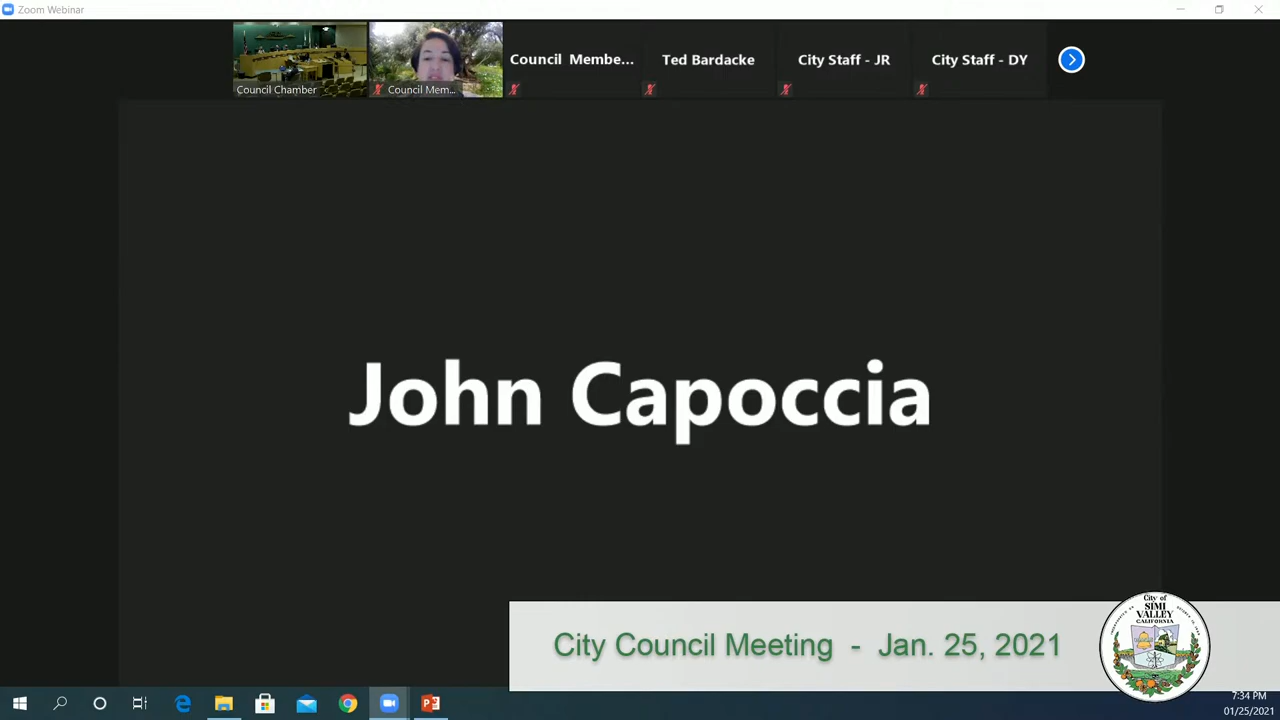 Zoom Webinar
Council Chamber
Council Mem...
Council Membe...
Ted Bardacke
City Staff - JR
City Staff - DY
John Capoccia
City Council Meeting - Jan. 25, 2021
City of
SIMI
VALLEY
CALIFORNIA
7:34 PM
01/25/2021